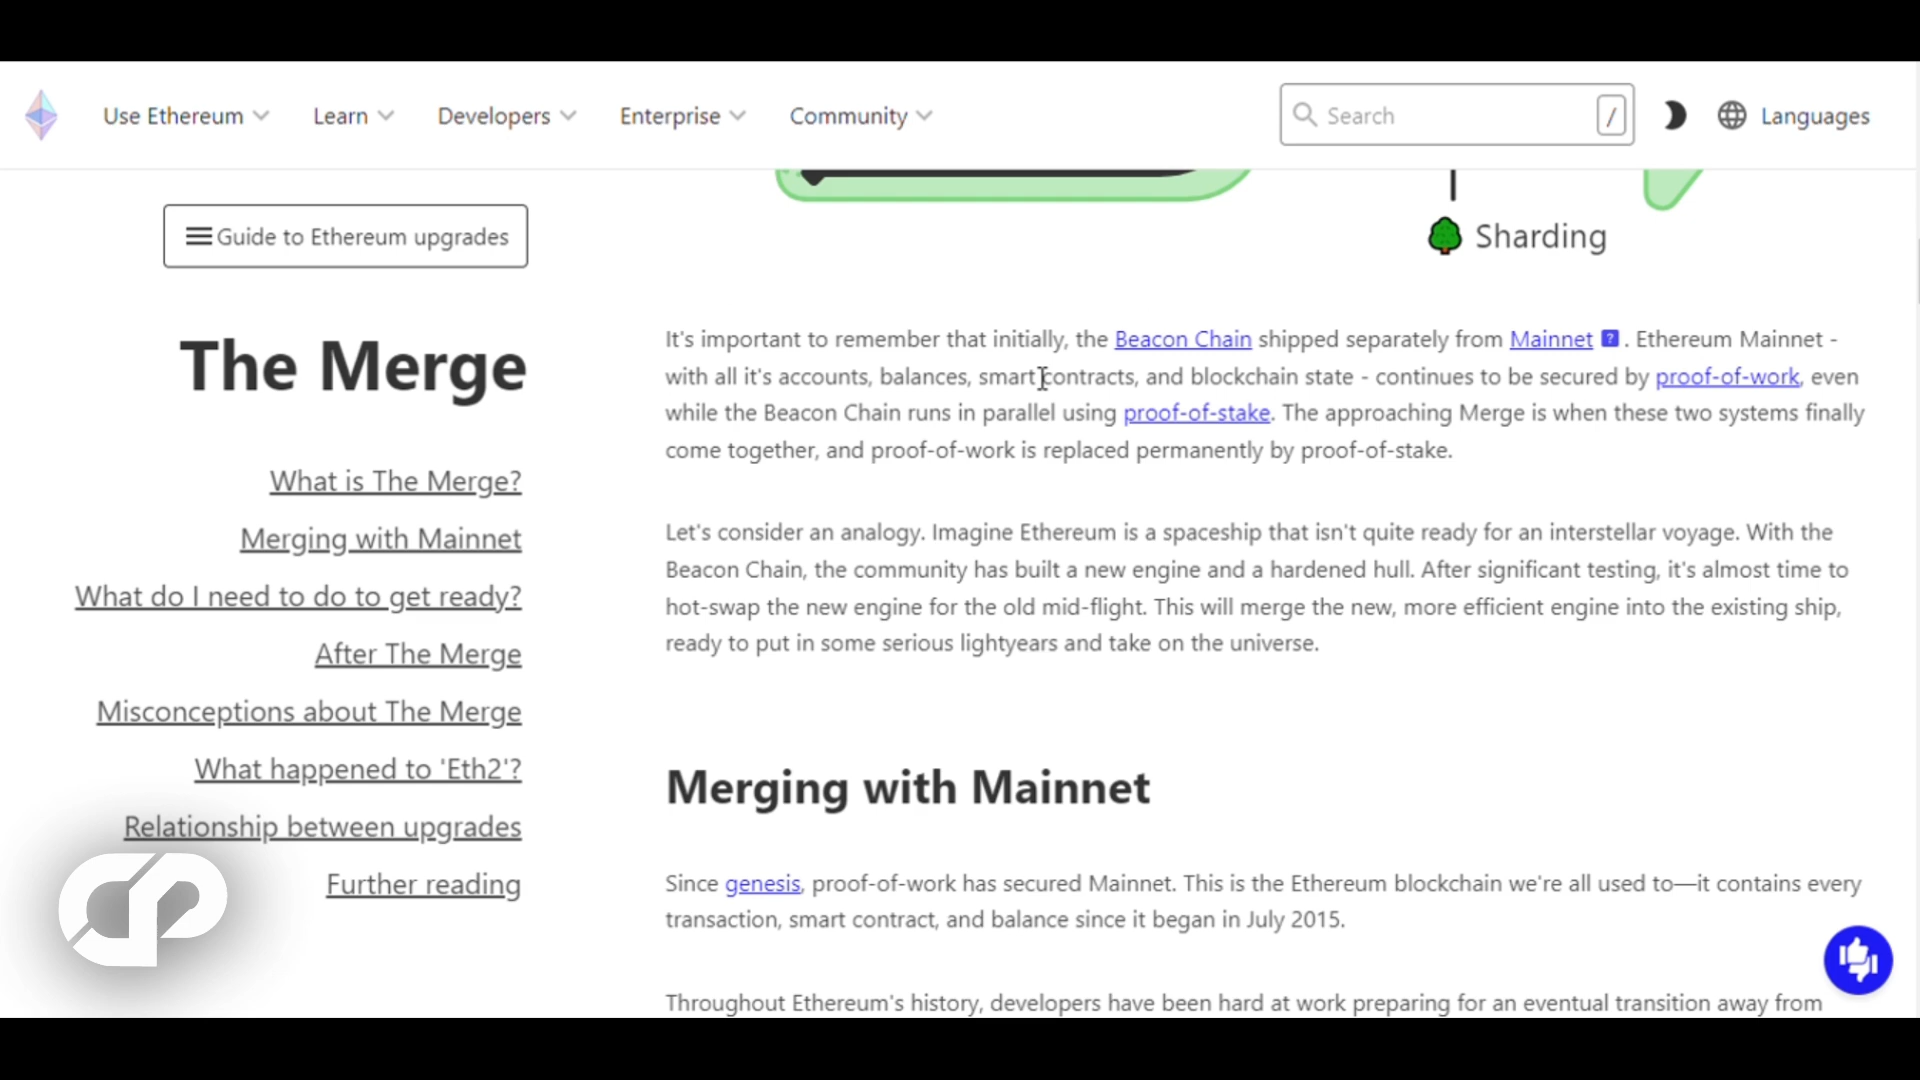 Use Ethereum
Learn
Developers
Enterprise
Community
Search
/
Languages
Guide to Ethereum upgrades
Sharding
The Merge
What is The Merge?
Merging with Mainnet
What do I need to do to get ready?
After The Merge
Misconceptions about The Merge
What happened to 'Eth2'?
Relationship between upgrades
Further reading
It's important to remember that initially, the Beacon Chain shipped separately from Mainnet ? . Ethereum Mainnet -
with all it's accounts, balances, smart contracts, and blockchain state - continues to be secured by proof-of-work, even
while the Beacon Chain runs in parallel using proof-of-stake. The approaching Merge is when these two systems finally
come together, and proof-of-work is replaced permanently by proof-of-stake.
Let's consider an analogy. Imagine Ethereum is a spaceship that isn't quite ready for an interstellar voyage. With the
Beacon Chain, the community has built a new engine and a hardened hull. After significant testing, it's almost time to
hot-swap the new engine for the old mid-flight. This will merge the new, more efficient engine into the existing ship,
ready to put in some serious lightyears and take on the universe.
Merging with Mainnet
Since genesis, proof-of-work has secured Mainnet. This is the Ethereum blockchain we're all used to—it contains every
transaction, smart contract, and balance since it began in July 2015.
Throughout Ethereum's history, developers have been hard at work preparing for an eventual transition away from